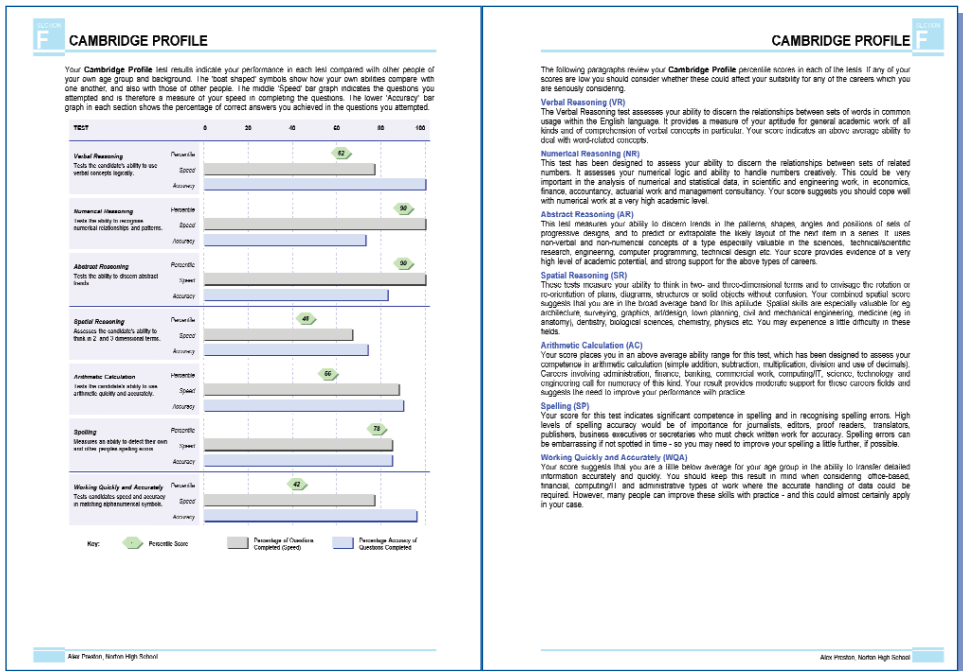 SECTION
F
CAMBRIDGE PROFILE
Your Cambridge Profile test results indicate your performance in each test compared with other people of
your own age group and background. The 'boat shaped' symbols show how your own abilities compare with
one another, and also with those of other people. The middle 'Speed' bar graph indicates the questions you
attempted and is therefore a measure of your speed in completing the questions. The lower 'Accuracy' bar
graph in each section shows the percentage of correct answers you achieved in the questions you attempted.
TEST 0 20 40 60 80 100
Verbal Reasoning
Tests the candidate's ability to use
verbal concepts logically.
Percentile 62
Speed
Accuracy
Numerical Reasoning
Tests the ability to recognise
numerical relationships and patterns.
Percentile 90
Speed
Accuracy
Abstract Reasoning
Tests the ability to discern abstract
trends
Percentile 90
Speed
Accuracy
Spatial Reasoning
Assesses the candidate's ability to
think in 2 and 3 dimensional terms.
Percentile 46
Speed
Accuracy
Arithmetic Calculation
Tests the candidate's ability to use
arithmetic quickly and accurately.
Percentile 56
Speed
Accuracy
Spelling
Measures an ability to detect their own
and other peoples spelling errors
Percentile 78
Speed
Accuracy
Working Quickly and Accurately
Tests candidates speed and accuracy
in matching alphanumerical symbols.
Percentile 42
Speed
Accuracy
Key: Percentile Score
Percentage of Questions
Completed (Speed)
Percentage Accuracy of
Questions Completed
Alex Preston, Norton High School
CAMBRIDGE PROFILE
SECTION
F
The following paragraphs review your Cambridge Profile percentile scores in each of the tests. If any of your
scores are low you should consider whether these could affect your suitability for any of the careers which you
are seriously considering.
Verbal Reasoning (VR)
The Verbal Reasoning test assesses your ability to discern the relationships between sets of words in common
usage within the English language. It provides a measure of your aptitude for general academic work of all
kinds and of comprehension of verbal concepts in particular. Your score indicates an above average ability to
deal with word-related concepts.
Numerical Reasoning (NR)
This test has been designed to assess your ability to discern the relationships between sets of related
numbers. It assesses your numerical logic and ability to handle numbers creatively. This could be very
important in the analysis of numerical and statistical data, in scientific and engineering work, in economics,
finance, accountancy, actuarial work and management consultancy. Your score suggests you should cope well
with numerical work at a very high academic level.
Abstract Reasoning (AR)
This test measures your ability to discern trends in the patterns, shapes, angles and positions of sets of
progressive designs, and to predict or extrapolate the likely layout of the next item in a series. It uses
non-verbal and non-numerical concepts of a type especially valuable in the sciences, technical/scientific
research, engineering, computer programming, technical design etc. Your score provides evidence of a very
high level of academic potential, and strong support for the above types of careers.
Spatial Reasoning (SR)
These tests measure your ability to think in two- and three-dimensional terms and to envisage the rotation or
re-orientation of plans, diagrams, structures or solid objects without confusion. Your combined spatial score
suggests that you are in the broad average band for this aptitude. Spatial skills are especially valuable for eg
architecture, surveying, graphics, art/design, town planning, civil and mechanical engineering, medicine (eg in
anatomy), dentistry, biological sciences, chemistry, physics etc. You may experience a little difficulty in these
fields.
Arithmetic Calculation (AC)
Your score places you in an above average ability range for this test, which has been designed to assess your
competence in arithmetic calculation (simple addition, subtraction, multiplication, division and use of decimals).
Careers involving administration, finance, banking, commercial work, computing/IT, science, technology and
engineering call for numeracy of this kind. Your result provides moderate support for these careers fields and
suggests the need to improve your performance with practice
Spelling (SP)
Your score for this test indicates significant competence in spelling and in recognising spelling errors. High
levels of spelling accuracy would be of importance for journalists, editors, proof readers, translators,
publishers, business executives or secretaries who must check written work for accuracy. Spelling errors can
be embarrassing if not spotted in time - so you may need to improve your spelling a little further, if possible.
Working Quickly and Accurately (WQA)
Your score suggests that you are a little below average for your age group in the ability to transfer detailed
information accurately and quickly. You should keep this result in mind when considering office-based,
financial, computing/IT and administrative types of work where the accurate handling of data could be
required. However, many people can improve these skills with practice - and this could almost certainly apply
in your case.
Alex Preston, Norton High School